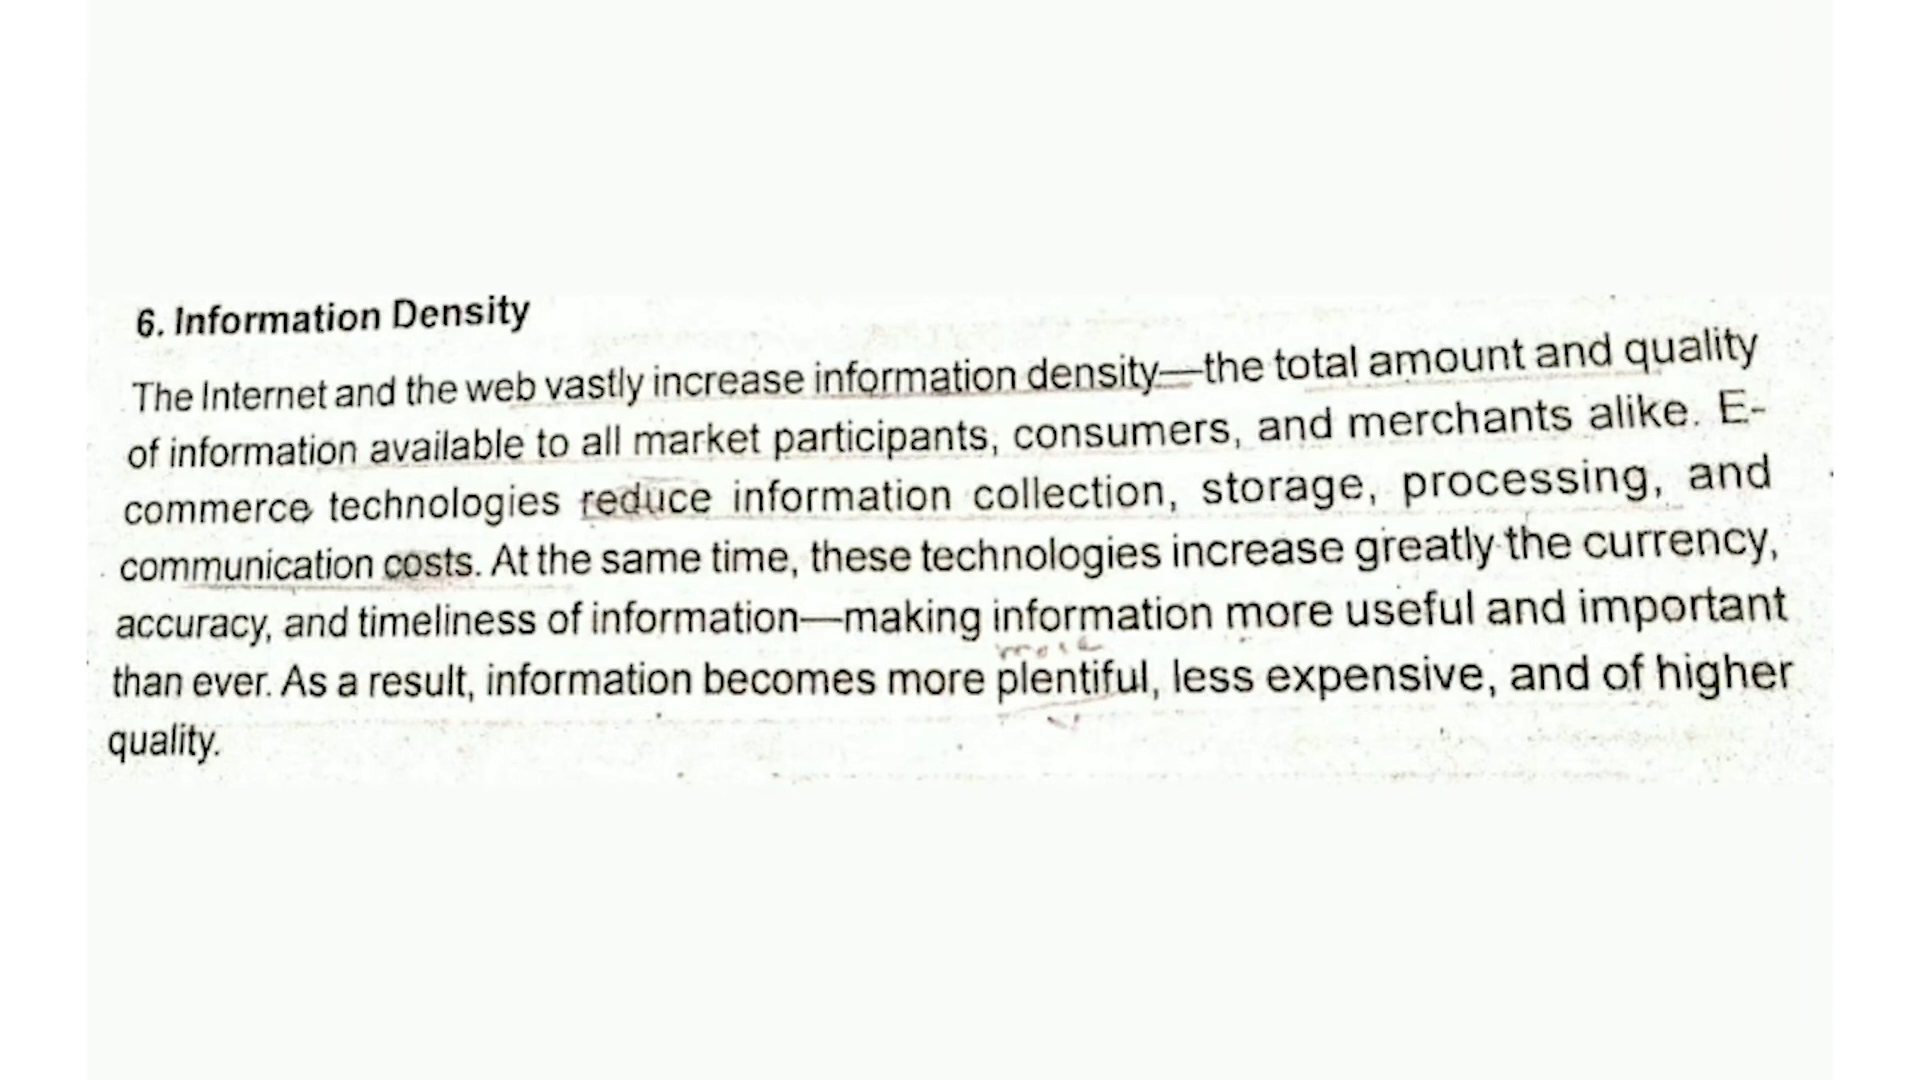 6. Information Density
The Internet and the web vastly increase information density—the total amount and quality
of information available to all market participants, consumers, and merchants alike. E-
commerce technologies reduce information collection, storage, processing, and
communication costs. At the same time, these technologies increase greatly the currency,
accuracy, and timeliness of information—making information more useful and important
more
than ever. As a result, information becomes more plentiful, less expensive, and of higher
quality.